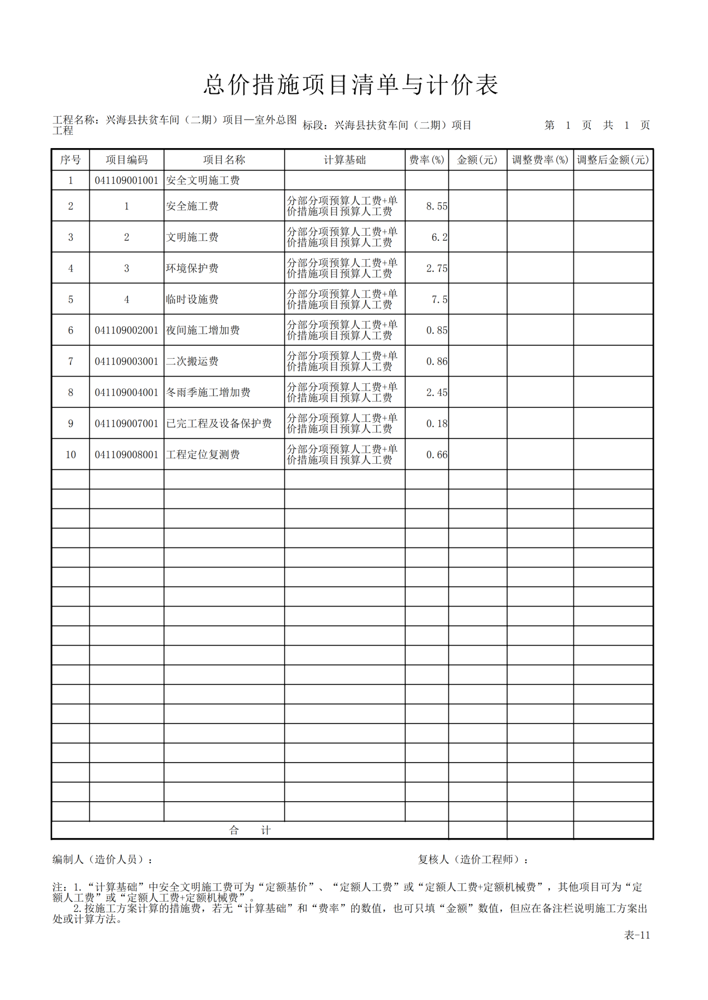 总价措施项目清单与计价表
工程名称：兴海县扶贫车间（二期）项目—室外总图
工程
标段：兴海县扶贫车间（二期）项目
第 1 页 共 1 页
序号 项目编码 项目名称 计算基础 费率(%) 金额(元) 调整费率(%) 调整后金额(元)
1 041109001001 安全文明施工费
2 1 安全施工费 分部分项预算人工费+单
价措施项目预算人工费 8.55
3 2 文明施工费 分部分项预算人工费+单
价措施项目预算人工费 6.2
4 3 环境保护费 分部分项预算人工费+单
价措施项目预算人工费 2.75
5 4 临时设施费 分部分项预算人工费+单
价措施项目预算人工费 7.5
6 041109002001 夜间施工增加费 分部分项预算人工费+单
价措施项目预算人工费 0.85
7 041109003001 二次搬运费 分部分项预算人工费+单
价措施项目预算人工费 0.86
8 041109004001 冬雨季施工增加费 分部分项预算人工费+单
价措施项目预算人工费 2.45
9 041109007001 已完工程及设备保护费 分部分项预算人工费+单
价措施项目预算人工费 0.18
10 041109008001 工程定位复测费 分部分项预算人工费+单
价措施项目预算人工费 0.66
合 计
编制人（造价人员）： 复核人（造价工程师）：
注：1.“计算基础”中安全文明施工费可为“定额基价”、“定额人工费”或“定额人工费+定额机械费”，其他项目可为“定
额人工费”或“定额人工费+定额机械费”。
2.按施工方案计算的措施费，若无“计算基础”和“费率”的数值，也可只填“金额”数值，但应在备注栏说明施工方案出
处或计算方法。
表-11